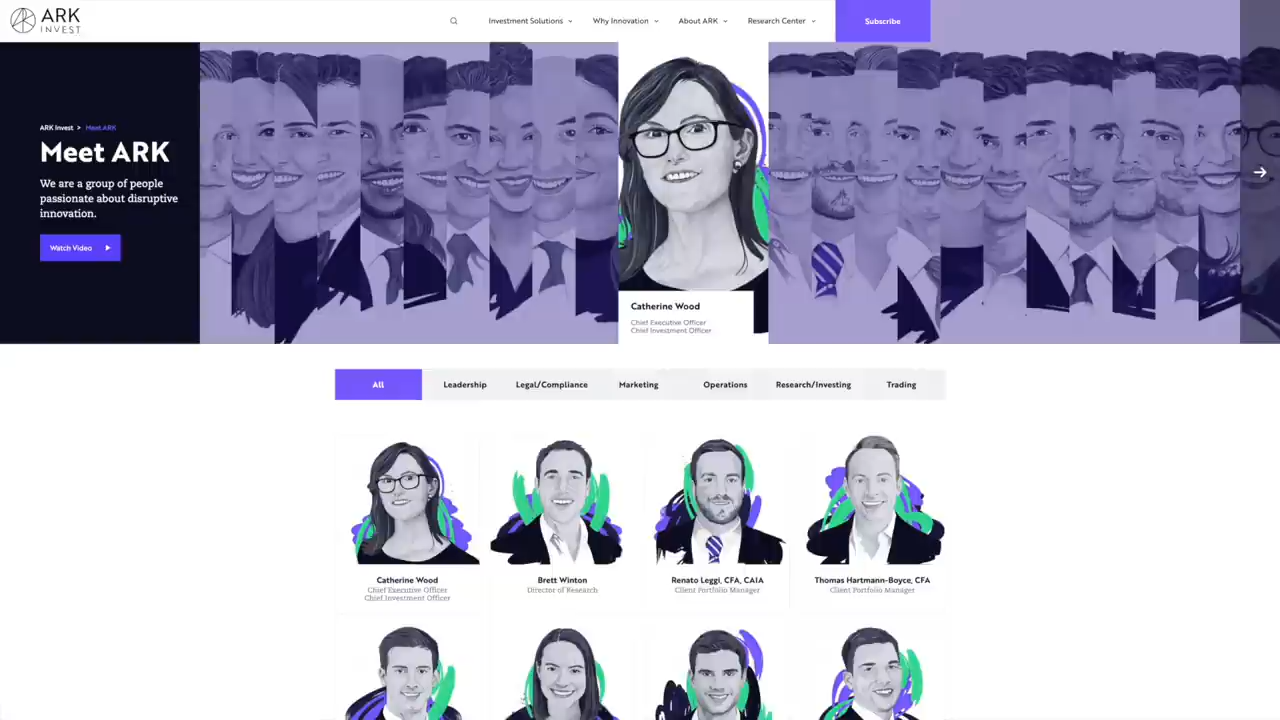 ARK
INVEST
Investment Solutions
Why Innovation
About ARK
Research Center
Subscribe
ARK Invest > Meet ARK
Meet ARK
We are a group of people
passionate about disruptive
innovation.
Watch Video
Catherine Wood
Chief Executive Officer
Chief Investment Officer
All
Leadership
Legal/Compliance
Marketing
Operations
Research/Investing
Trading
Catherine Wood
Chief Executive Officer
Chief Investment Officer
Brett Winton
Director of Research
Renato Leggi, CFA, CAIA
Client Portfolio Manager
Thomas Hartmann-Boyce, CFA
Client Portfolio Manager